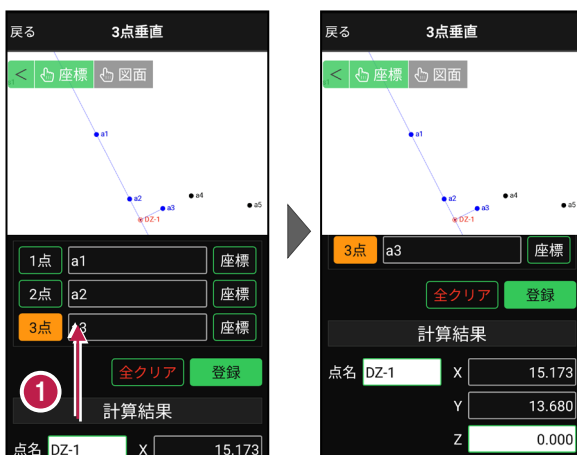 戻る 3点垂直
< 座標 図面
a1
a2
a3
a4
a5
DZ-1
1点 a1 座標
2点 a2 座標
3点 a3 座標
全クリア 登録
1
計算結果
点名 DZ-1 X 15.173
戻る 3点垂直
< 座標 図面
a1
a2
a3
a4
a5
DZ-1
3点 a3 座標
全クリア 登録
計算結果
点名 DZ-1 X 15.173
Y 13.680
Z 0.000